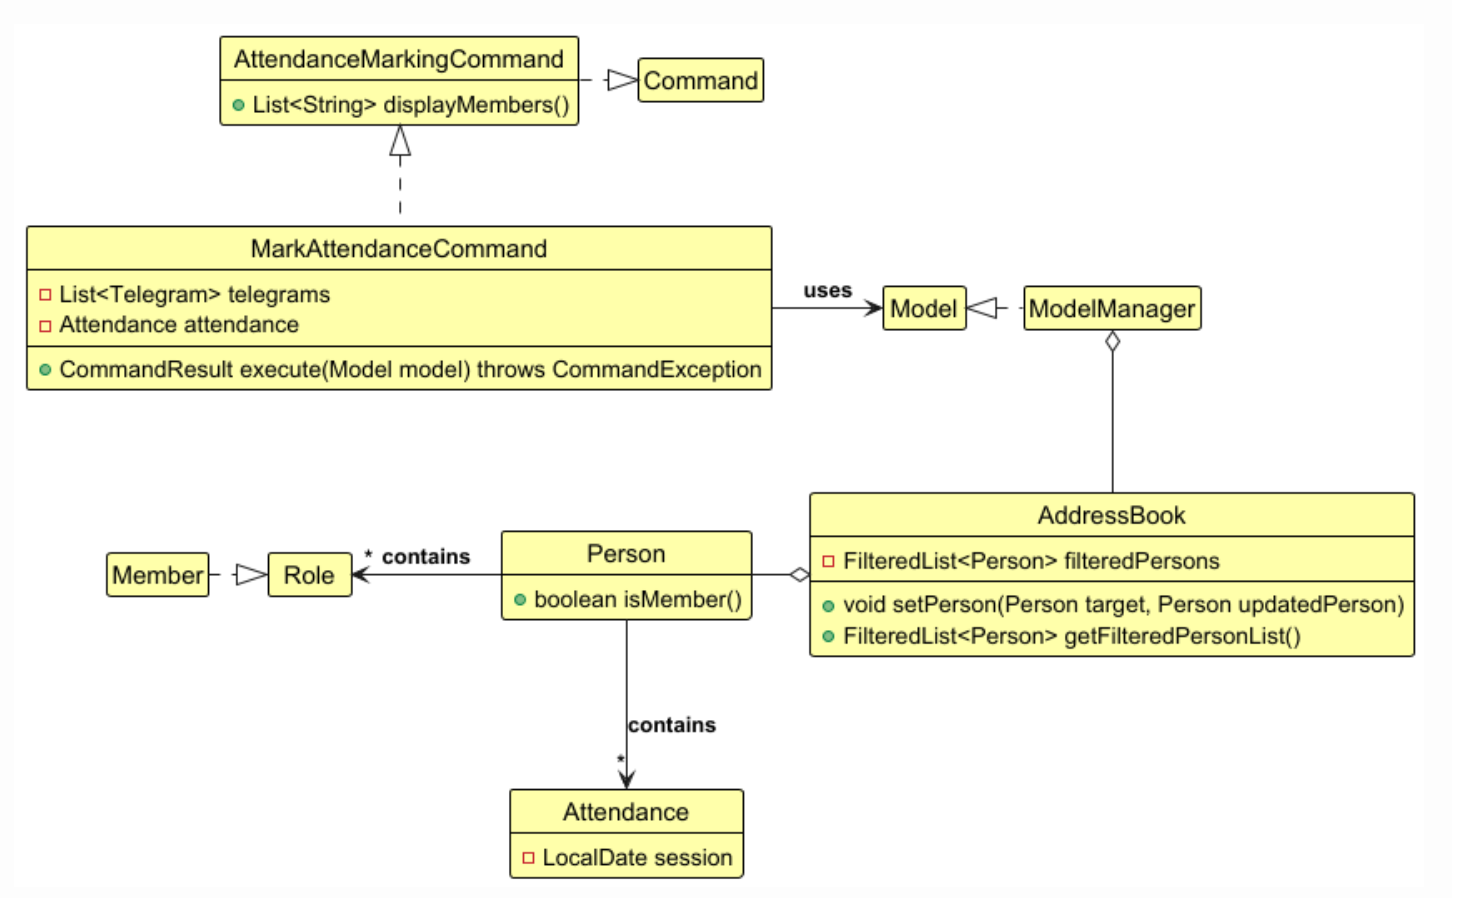 AttendanceMarkingCommand
List<String> displayMembers()
Command
MarkAttendanceCommand
List<Telegram> telegrams
Attendance attendance
CommandResult execute(Model model) throws CommandException
uses
Model
ModelManager
AddressBook
FilteredList<Person> filteredPersons
void setPerson(Person target, Person updatedPerson)
FilteredList<Person> getFilteredPersonList()
Member
Role
* contains
Person
boolean isMember()
contains
*
Attendance
LocalDate session